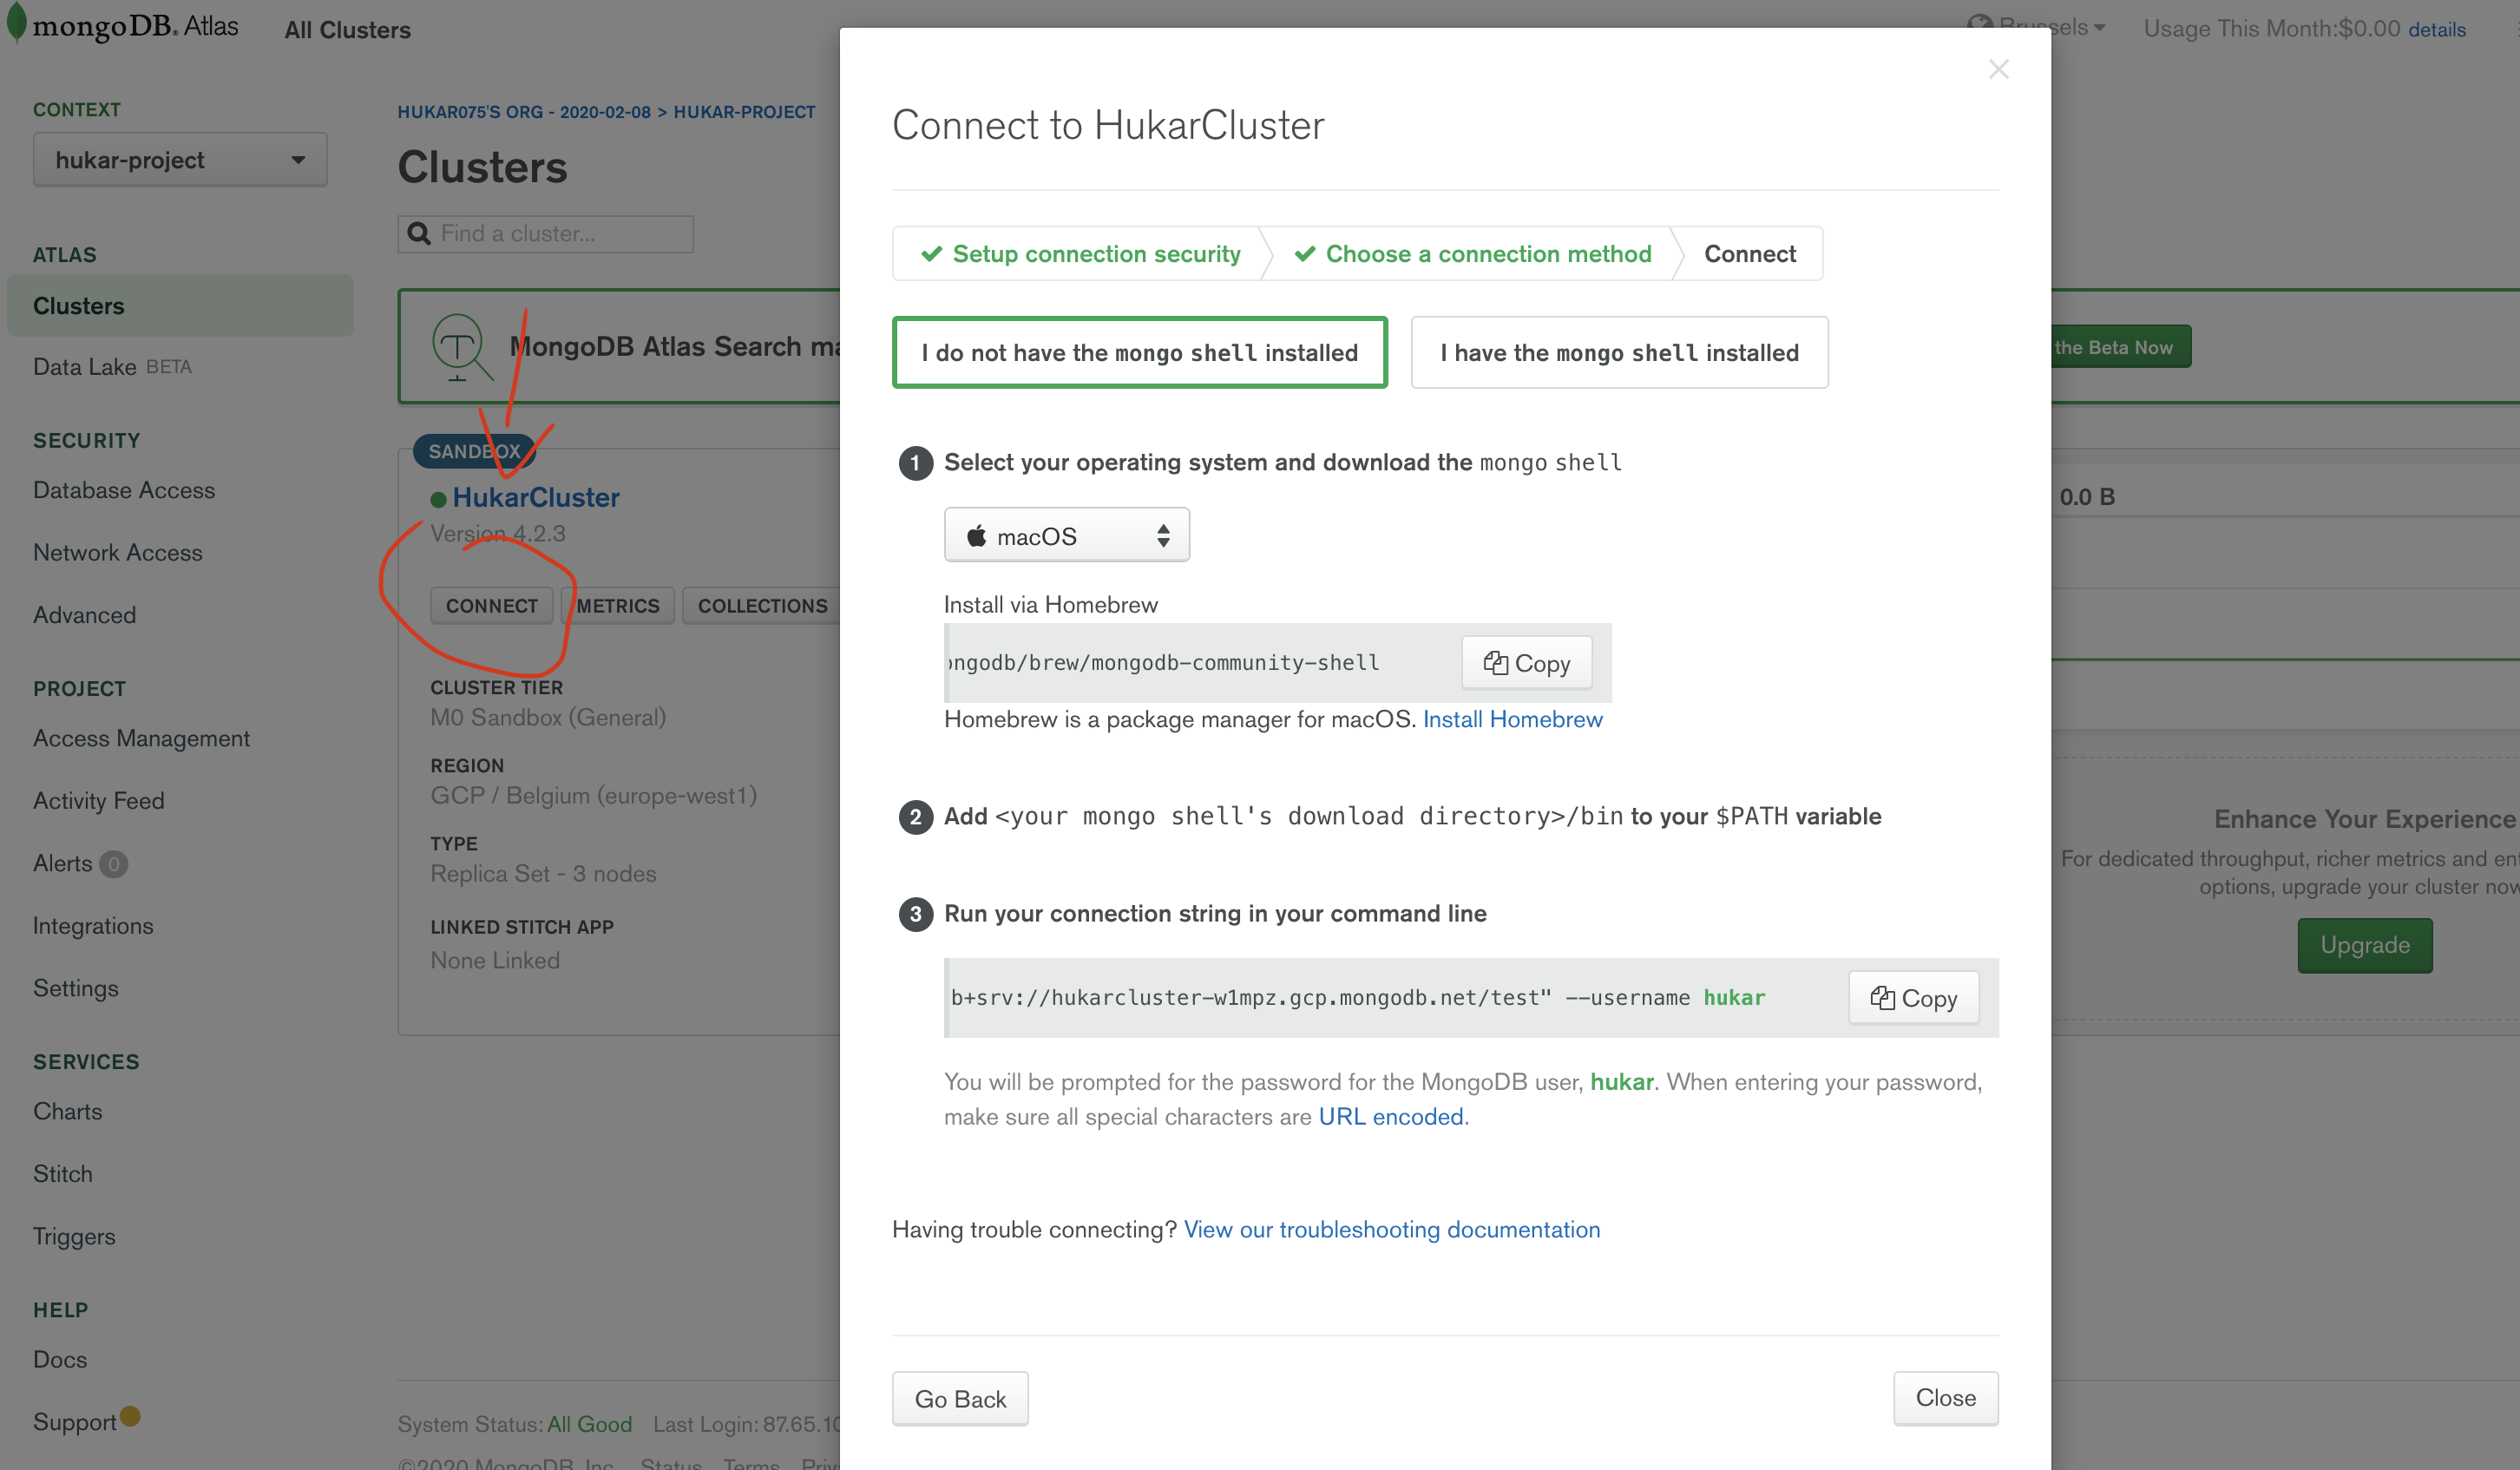 mongoDB. Atlas
All Clusters
Brussels
Usage This Month:$0.00 details
CONTEXT
hukar-project
ATLAS
Clusters
Data Lake BETA
SECURITY
Database Access
Network Access
Advanced
PROJECT
Access Management
Activity Feed
Alerts 0
Integrations
Settings
SERVICES
Charts
Stitch
Triggers
HELP
Docs
Support
HUKAR075'S ORG - 2020-02-08 > HUKAR-PROJECT
Clusters
Find a cluster...
MongoDB Atlas Search
SANDBOX
HukarCluster
Version 4.2.3
CONNECT
METRICS
COLLECTIONS
CLUSTER TIER
M0 Sandbox (General)
REGION
GCP / Belgium (europe-west1)
TYPE
Replica Set - 3 nodes
LINKED STITCH APP
None Linked
System Status: All Good Last Login: 87.65.10
©2020 MongoDB, Inc. Status Terms
Connect to HukarCluster
Setup connection security
Choose a connection method
Connect
I do not have the mongo shell installed
I have the mongo shell installed
1 Select your operating system and download the mongo shell
macOS
Install via Homebrew
ongodb/brew/mongodb-community-shell
Copy
Homebrew is a package manager for macOS. Install Homebrew
2 Add <your mongo shell's download directory>/bin to your $PATH variable
3 Run your connection string in your command line
b+srv://hukarcluster-w1mpz.gcp.mongodb.net/test" --username hukar
Copy
You will be prompted for the password for the MongoDB user, hukar. When entering your password,
make sure all special characters are URL encoded.
Having trouble connecting? View our troubleshooting documentation
Go Back
Close
the Beta Now
0.0 B
Enhance Your Experience
For dedicated throughput, richer metrics and
options, upgrade your cluster now
Upgrade